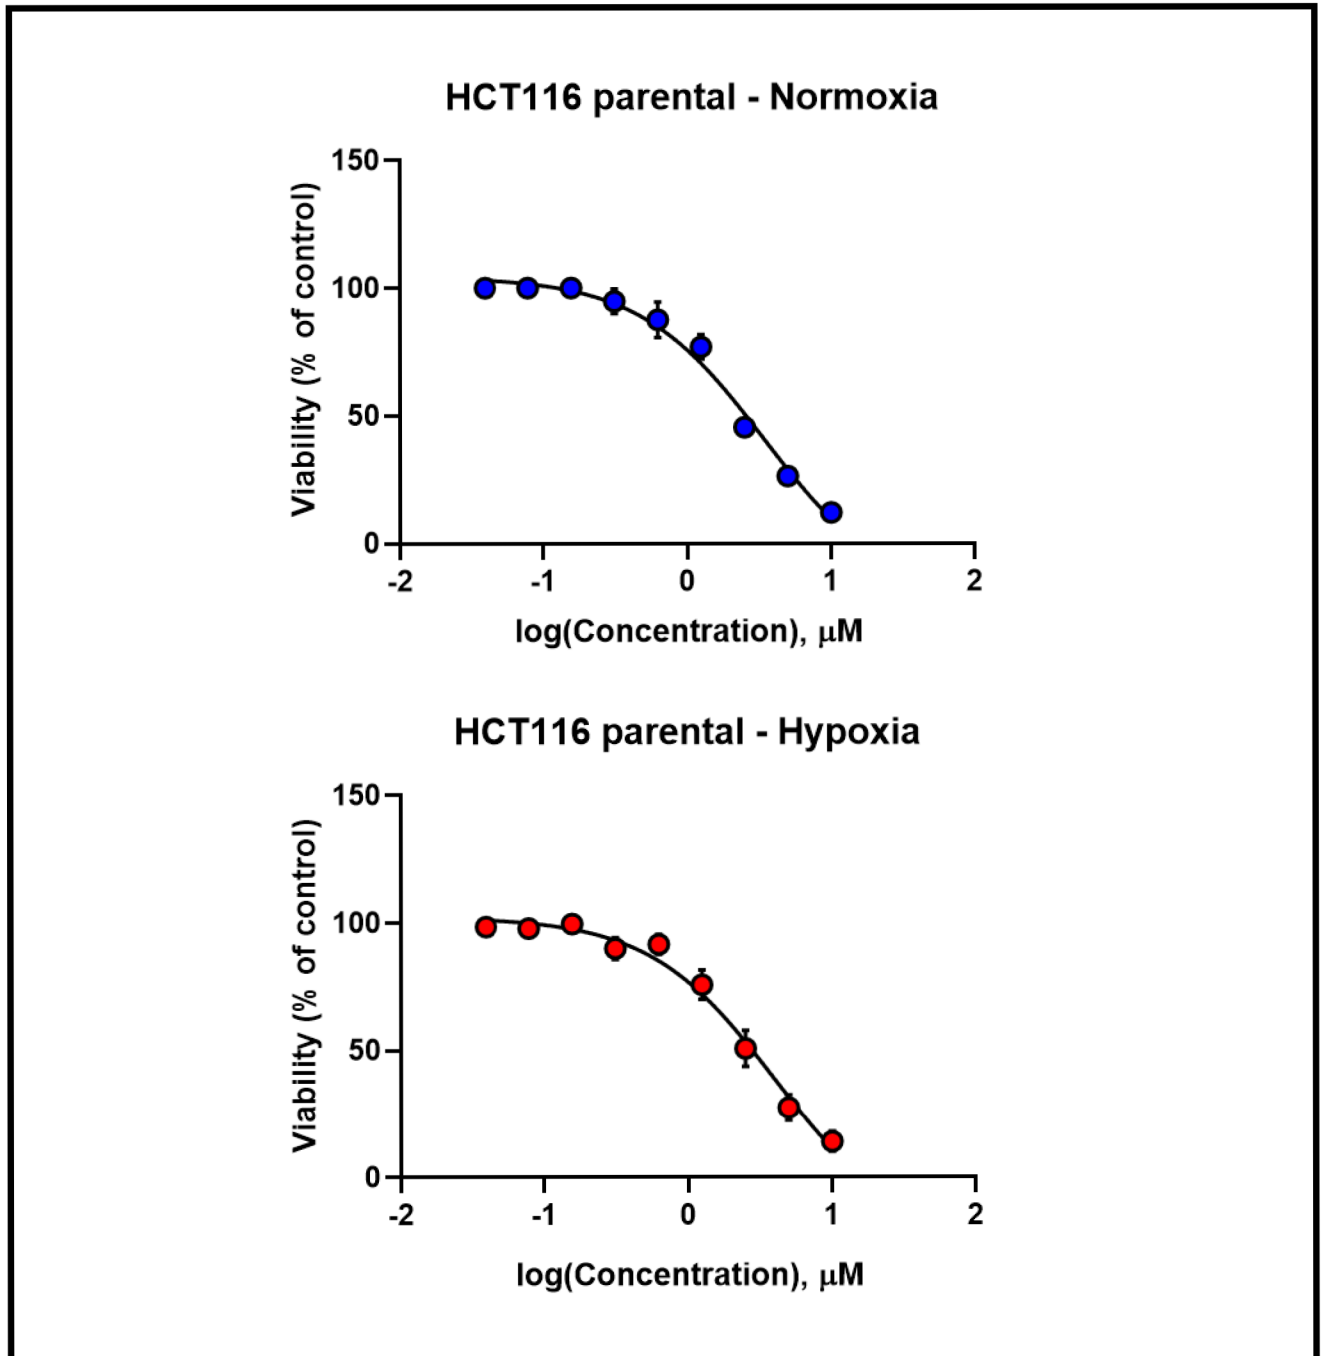 HCT116 parental - Normoxia
150
100
50
0
Viability (% of control)
-2 -1 0 1 2
log(Concentration), μM
HCT116 parental - Hypoxia
150
100
50
0
Viability (% of control)
-2 -1 0 1 2
log(Concentration), μM